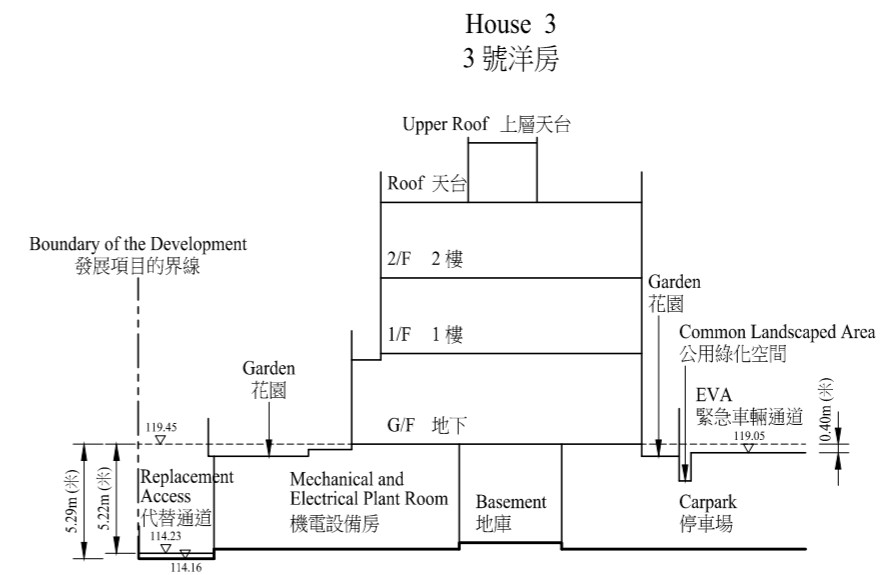 House 3
3 號洋房
Upper Roof 上層天台
Roof 天台
Boundary of the Development
發展項目的界線
2/F 2 樓
Garden
花園
1/F 1 樓
Common Landscaped Area
公用綠化空間
Garden
花園
EVA
緊急車輛通道
G/F 地下
119.45
119.05
0.40m (米)
5.29m (米)
5.22m (米)
Replacement
Access
代替通道
114.23
114.16
Mechanical and
Electrical Plant Room
機電設備房
Basement
地庫
Carpark
停車場